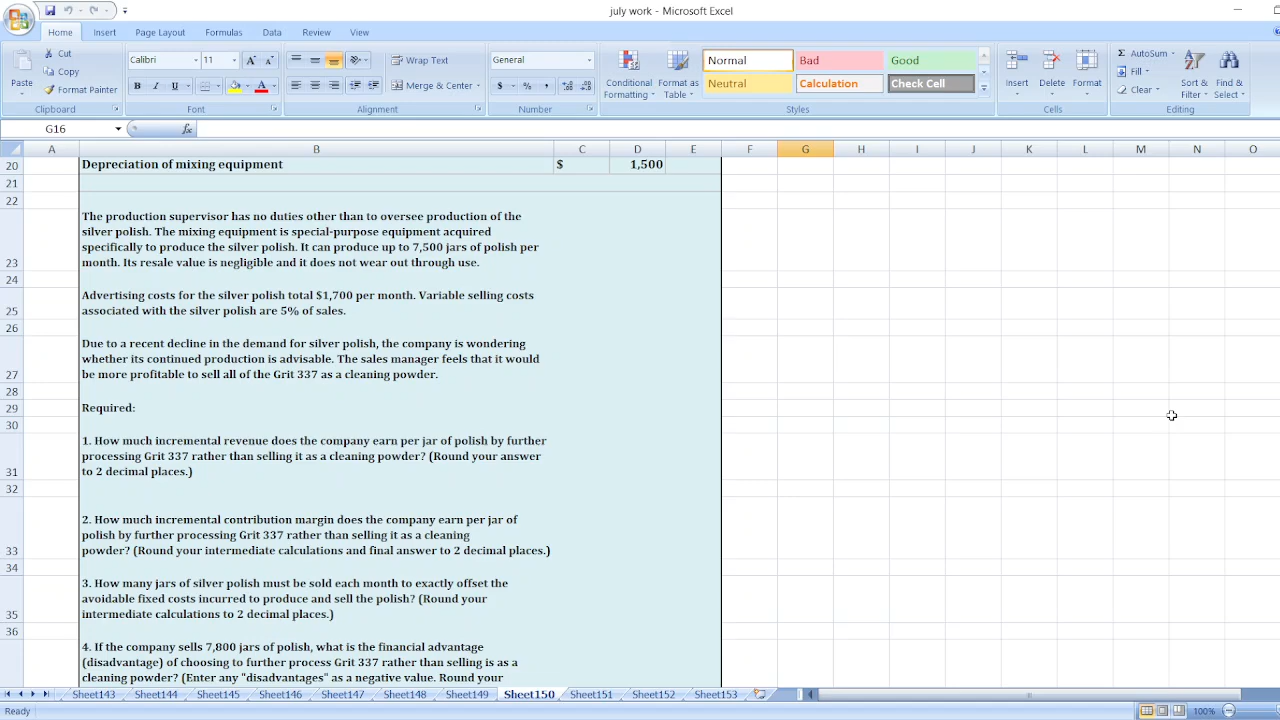 july work - Microsoft Excel
Home Insert Page Layout Formulas Data Review View
Cut
Copy
Format Painter
Paste
Clipboard
Calibri 11
B I U
Font
Wrap Text
Merge & Center
Alignment
General
$ % ,
Number
Conditional Formatting
Format as Table
Normal Bad Good
Neutral Calculation Check Cell
Styles
Insert Delete Format
Cells
AutoSum
Fill
Clear
Sort & Filter
Find & Select
Editing
G16 fx
A B C D E F G H I J K L M N O
20 Depreciation of mixing equipment $ 1,500
21
22
The production supervisor has no duties other than to oversee production of the
silver polish. The mixing equipment is special-purpose equipment acquired
specifically to produce the silver polish. It can produce up to 7,500 jars of polish per
23 month. Its resale value is negligible and it does not wear out through use.
24
Advertising costs for the silver polish total $1,700 per month. Variable selling costs
25 associated with the silver polish are 5% of sales.
26
Due to a recent decline in the demand for silver polish, the company is wondering
whether its continued production is advisable. The sales manager feels that it would
27 be more profitable to sell all of the Grit 337 as a cleaning powder.
28
29 Required:
30
1. How much incremental revenue does the company earn per jar of polish by further
processing Grit 337 rather than selling it as a cleaning powder? (Round your answer
31 to 2 decimal places.)
32
2. How much incremental contribution margin does the company earn per jar of
polish by further processing Grit 337 rather than selling it as a cleaning
33 powder? (Round your intermediate calculations and final answer to 2 decimal places.)
34
3. How many jars of silver polish must be sold each month to exactly offset the
avoidable fixed costs incurred to produce and sell the polish? (Round your
35 intermediate calculations to 2 decimal places.)
36
4. If the company sells 7,800 jars of polish, what is the financial advantage
(disadvantage) of choosing to further process Grit 337 rather than selling is as a
cleaning powder? (Enter any "disadvantages" as a negative value. Round your
Sheet143 Sheet144 Sheet145 Sheet146 Sheet147 Sheet148 Sheet149 Sheet150 Sheet151 Sheet152 Sheet153
Ready 100%